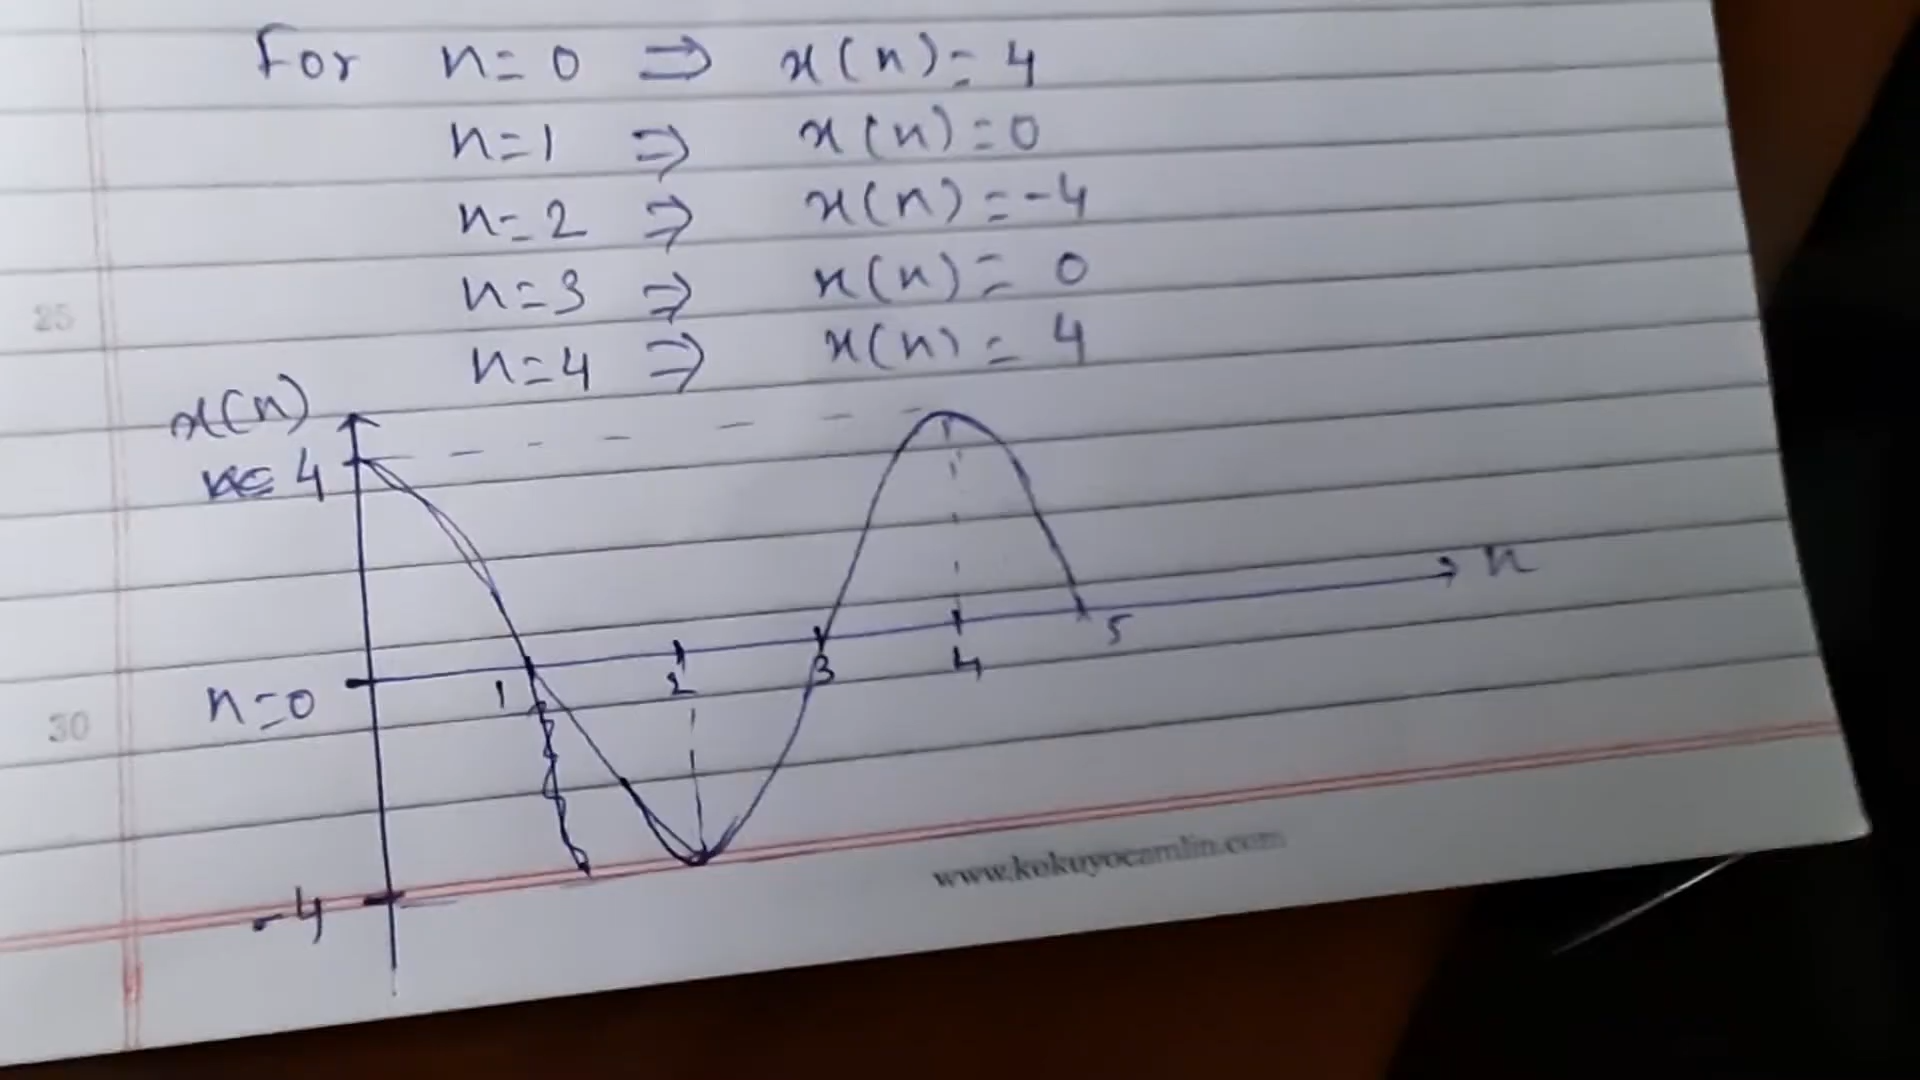 For n=0 ⇒ x(n)=4
n=1 ⇒ x(n)=0
n=2 ⇒ x(n)=-4
n=3 ⇒ x(n)=0
25
n=4 ⇒ x(n)=4
x(n)
4
n
5
1 2 3 4
n=0
30
-4
www.kokuyocamlin.com